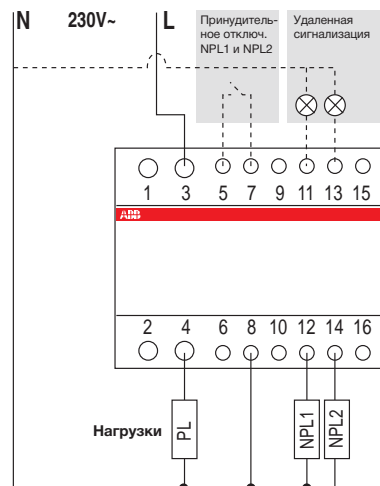 N 230V~ L
Принудитель-
ное отключ.
NPL1 и NPL2
Удаленная
сигнализация
1 3 5 7 9 11 13 15
ABB
2 4 6 8 10 12 14 16
Нагрузки PL NPL1 NPL2